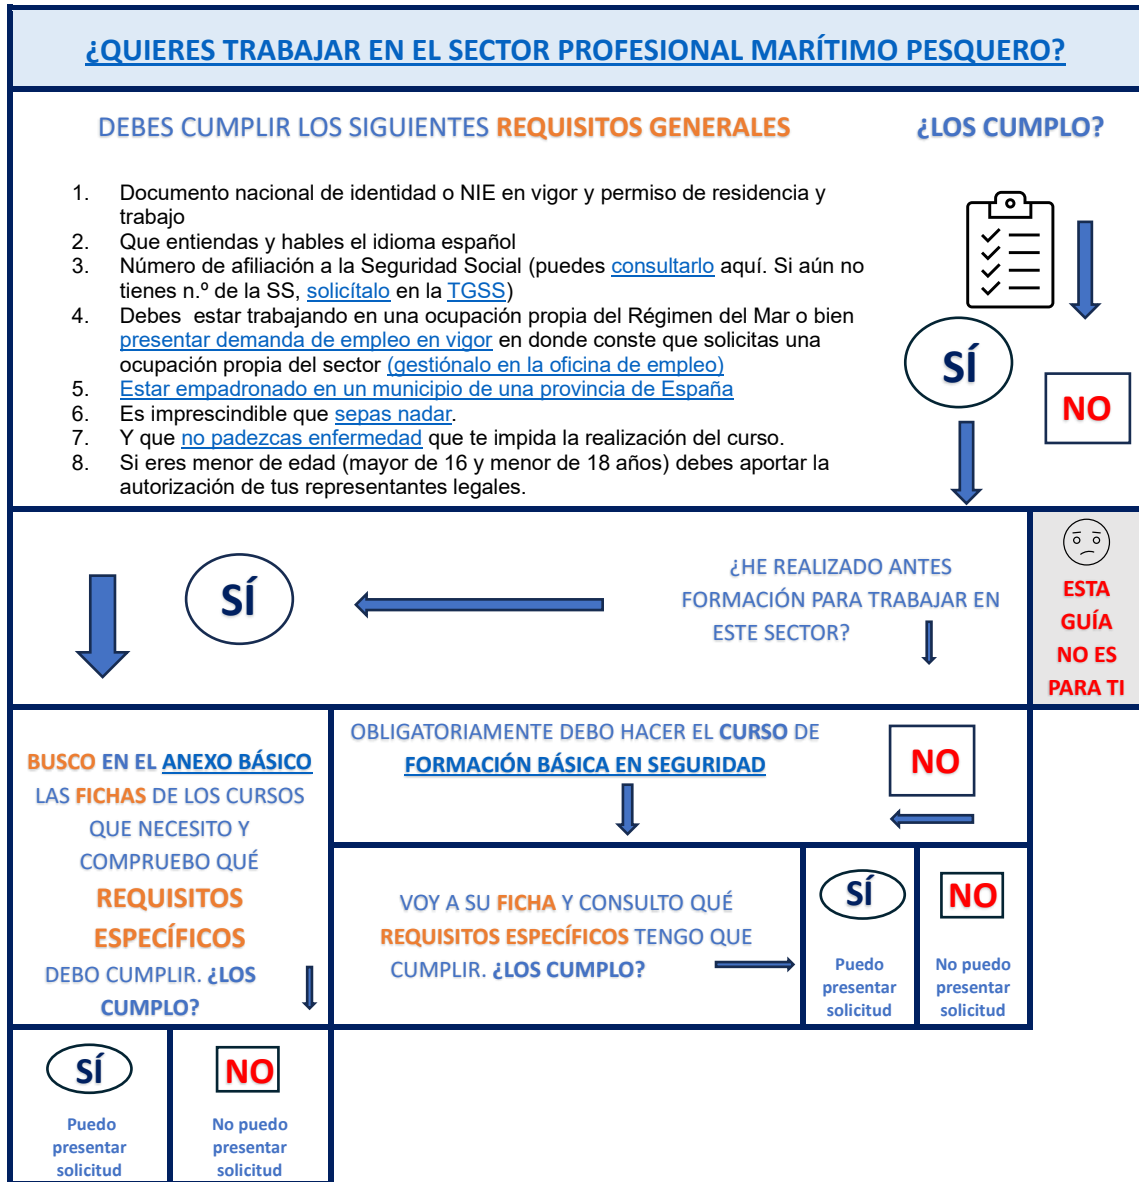 ¿QUIERES TRABAJAR EN EL SECTOR PROFESIONAL MARÍTIMO PESQUERO?
DEBES CUMPLIR LOS SIGUIENTES REQUISITOS GENERALES
¿LOS CUMPLO?
1. Documento nacional de identidad o NIE en vigor y permiso de residencia y
trabajo
2. Que entiendas y hables el idioma español
3. Número de afiliación a la Seguridad Social (puedes consultarlo aquí. Si aún no
tienes n.º de la SS, solicítalo en la TGSS)
4. Debes estar trabajando en una ocupación propia del Régimen del Mar o bien
presentar demanda de empleo en vigor en donde conste que solicitas una
ocupación propia del sector (gestiónalo en la oficina de empleo)
5. Estar empadronado en un municipio de una provincia de España
6. Es imprescindible que sepas nadar.
7. Y que no padezcas enfermedad que te impida la realización del curso.
8. Si eres menor de edad (mayor de 16 y menor de 18 años) debes aportar la
autorización de tus representantes legales.
SÍ
NO
SÍ
¿HE REALIZADO ANTES
FORMACIÓN PARA TRABAJAR EN
ESTE SECTOR?
ESTA
GUÍA
NO ES
PARA TI
BUSCO EN EL ANEXO BÁSICO
LAS FICHAS DE LOS CURSOS
QUE NECESITO Y
COMPRUEBO QUÉ
REQUISITOS
ESPECÍFICOS
DEBO CUMPLIR. ¿LOS
CUMPLO?
OBLIGATORIAMENTE DEBO HACER EL CURSO DE
FORMACIÓN BÁSICA EN SEGURIDAD
NO
VOY A SU FICHA Y CONSULTO QUÉ
REQUISITOS ESPECÍFICOS TENGO QUE
CUMPLIR. ¿LOS CUMPLO?
SÍ
Puedo
presentar
solicitud
NO
No puedo
presentar
solicitud
SÍ
Puedo
presentar
solicitud
NO
No puedo
presentar
solicitud